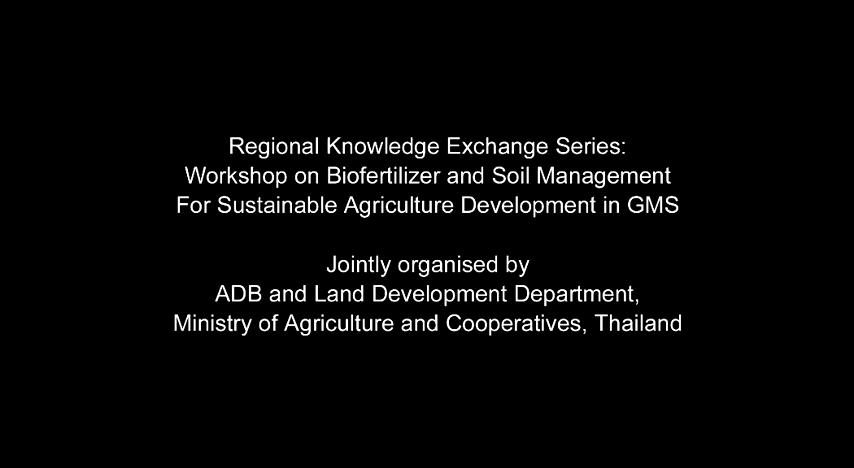 Regional Knowledge Exchange Series:
Workshop on Biofertilizer and Soil Management
For Sustainable Agriculture Development in GMS
Jointly organised by
ADB and Land Development Department,
Ministry of Agriculture and Cooperatives, Thailand